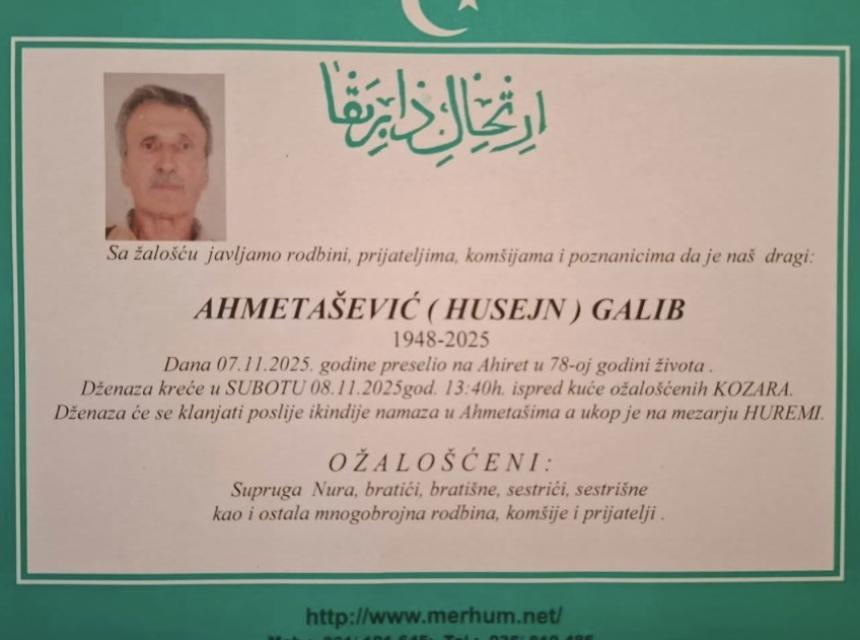 ارتحال ذا برقا
Sa žalošću javljamo rodbini, prijateljima, komšijama i poznanicima da je naš dragi:
AHMETAŠEVIĆ ( HUSEJN ) GALIB
1948-2025
Dana 07.11.2025. godine preselio na Ahiret u 78-oj godini života .
Dženaza kreće u SUBOTU 08.11.2025god. 13:40h. ispred kuće ožalošćenih KOZARA.
Dženaza će se klanjati poslije ikindije namaza u Ahmetašima a ukop je na mezarju HUREMI.
OŽALOŠĆENI:
Supruga Nura, bratići, bratišne, sestrići, sestrišne
kao i ostala mnogobrojna rodbina, komšije i prijatelji .
http://www.merhum.net/